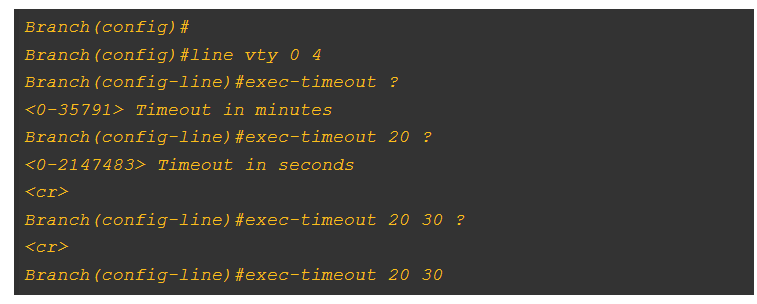 Branch(config)#
Branch(config)#line vty 0 4
Branch(config-line)#exec-timeout ?
<0-35791> Timeout in minutes
Branch(config-line)#exec-timeout 20 ?
<0-2147483> Timeout in seconds
<cr>
Branch(config-line)#exec-timeout 20 30 ?
<cr>
Branch(config-line)#exec-timeout 20 30